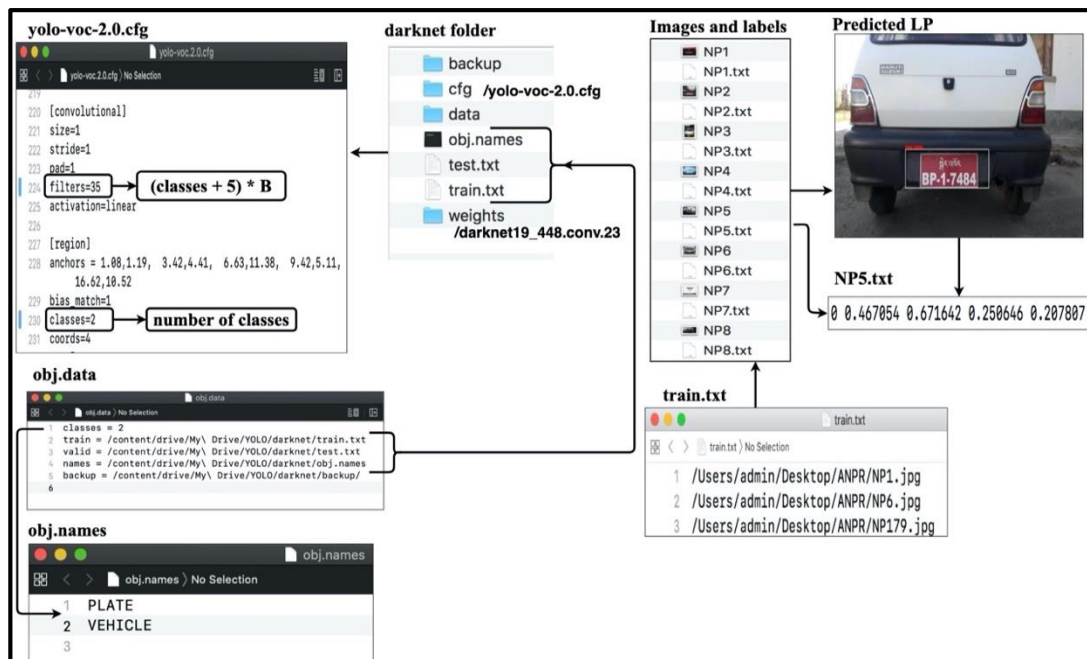 yolo-voc-2.0.cfg
yolo-voc.2.0.cfg
yolo-voc.2.0.cfg 〉No Selection
219
220 [convolutional]
221 size=1
222 stride=1
223 pad=1
224 filters=35
(classes + 5) * B
225 activation=linear
226
227 [region]
228 anchors = 1.08,1.19, 3.42,4.41, 6.63,11.38, 9.42,5.11,
16.62,10.52
229 bias_match=1
230 classes=2
number of classes
231 coords=4
obj.data
obj.data
obj.data 〉No Selection
1 classes = 2
2 train = /content/drive/My\ Drive/YOLO/darknet/train.txt
3 valid = /content/drive/My\ Drive/YOLO/darknet/test.txt
4 names = /content/drive/My\ Drive/YOLO/darknet/obj.names
5 backup = /content/drive/My\ Drive/YOLO/darknet/backup/
6
obj.names
obj.names
obj.names 〉No Selection
1 PLATE
2 VEHICLE
3
darknet folder
backup
cfg /yolo-voc-2.0.cfg
data
obj.names
test.txt
train.txt
weights
/darknet19_448.conv.23
Images and labels
NP1
NP1.txt
NP2
NP2.txt
NP3
NP3.txt
NP4
NP4.txt
NP5
NP5.txt
NP6
NP6.txt
NP7
NP7.txt
NP8
NP8.txt
train.txt
train.txt
train.txt 〉No Selection
1 /Users/admin/Desktop/ANPR/NP1.jpg
2 /Users/admin/Desktop/ANPR/NP6.jpg
3 /Users/admin/Desktop/ANPR/NP179.jpg
Predicted LP
BP-1-7484
NP5.txt
0 0.467054 0.671642 0.250646 0.207807